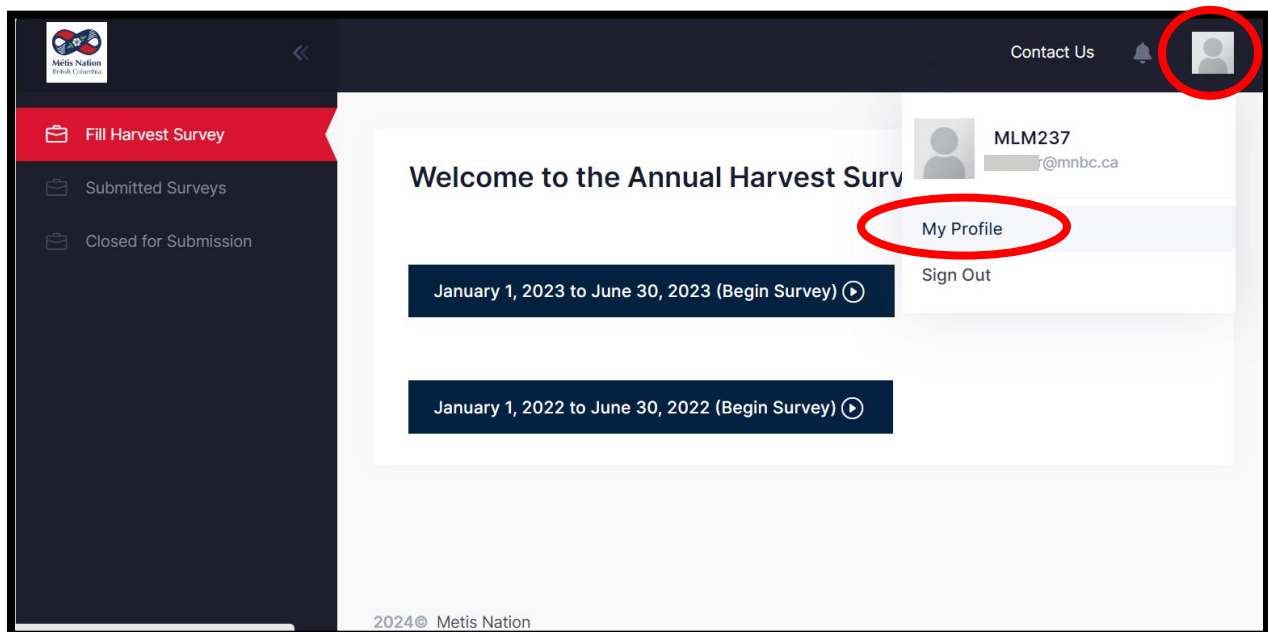 Métis Nation
British Columbia
Contact Us
Fill Harvest Survey
Submitted Surveys
Closed for Submission
MLM237
r@mnbc.ca
Welcome to the Annual Harvest Surv
My Profile
Sign Out
January 1, 2023 to June 30, 2023 (Begin Survey)
January 1, 2022 to June 30, 2022 (Begin Survey)
2024© Metis Nation